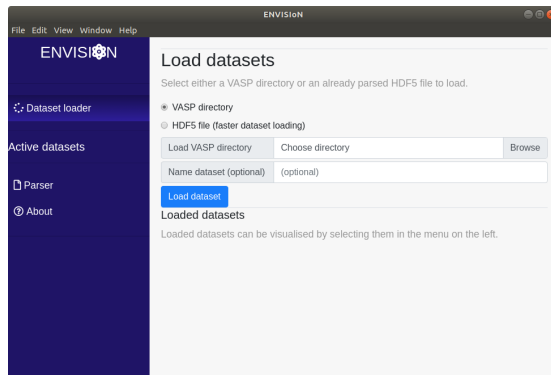 ENVISIoN
File Edit View Window Help
ENVISION
Load datasets
Select either a VASP directory or an already parsed HDF5 file to load.
Dataset loader
VASP directory
HDF5 file (faster dataset loading)
Active datasets
Load VASP directory Choose directory Browse
Name dataset (optional) (optional)
Parser
Load dataset
About
Loaded datasets
Loaded datasets can be visualised by selecting them in the menu on the left.